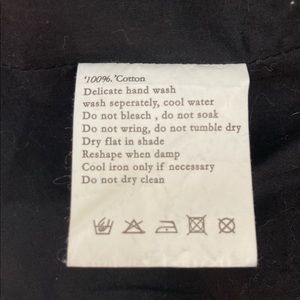 '100%.'Cotton
Delicate hand wash
wash seperately, cool water
Do not bleach , do not soak
Do not wring, do not tumble dry
Dry flat in shade
Reshape when damp
Cool iron only if necessary
Do not dry clean